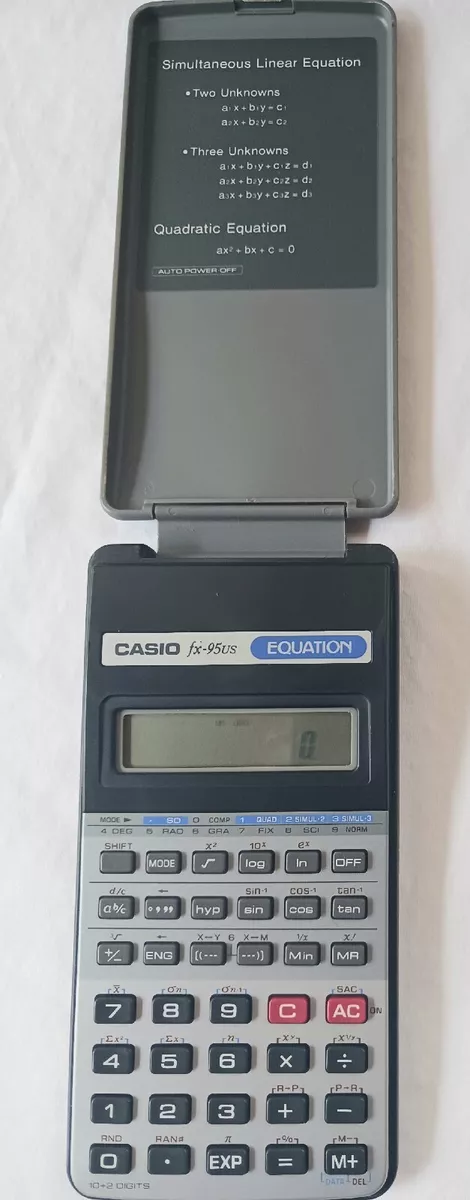 Simultaneous Linear Equation
• Two Unknowns
a₁x + b₁y = c₁
a₂x + b₂y = c₂
• Three Unknowns
a₁x + b₁y + c₁z = d₁
a₂x + b₂y + c₂z = d₂
a₃x + b₃y + c₃z = d₃
Quadratic Equation
ax² + bx + c = 0
AUTO POWER OFF
CASIO fx-95US EQUATION
0
MODE ► · SD 0 COMP 1 QUAD 2 SIMUL·2 3 SIMUL·3
4 DEG 5 RAD 6 GRA 7 FIX 8 SCI 9 NORM
SHIFT x² 10ˣ eˣ
MODE √ log ln OFF
d/c ← sin⁻¹ cos⁻¹ tan⁻¹
a b/c ° ' '' hyp sin cos tan
³√ ← X↔Y 6 X↔M 1/x x!
+/− ENG [(--- ---)] Min MR
x̄ σn σn-1 SAC
7 8 9 C AC ON
Σx² Σx n xʸ x¹/ʸ
4 5 6 × ÷
R→P P→R
1 2 3 + −
RND RAN# π % M−
0 · EXP = M+
10+2 DIGITS DATA DEL